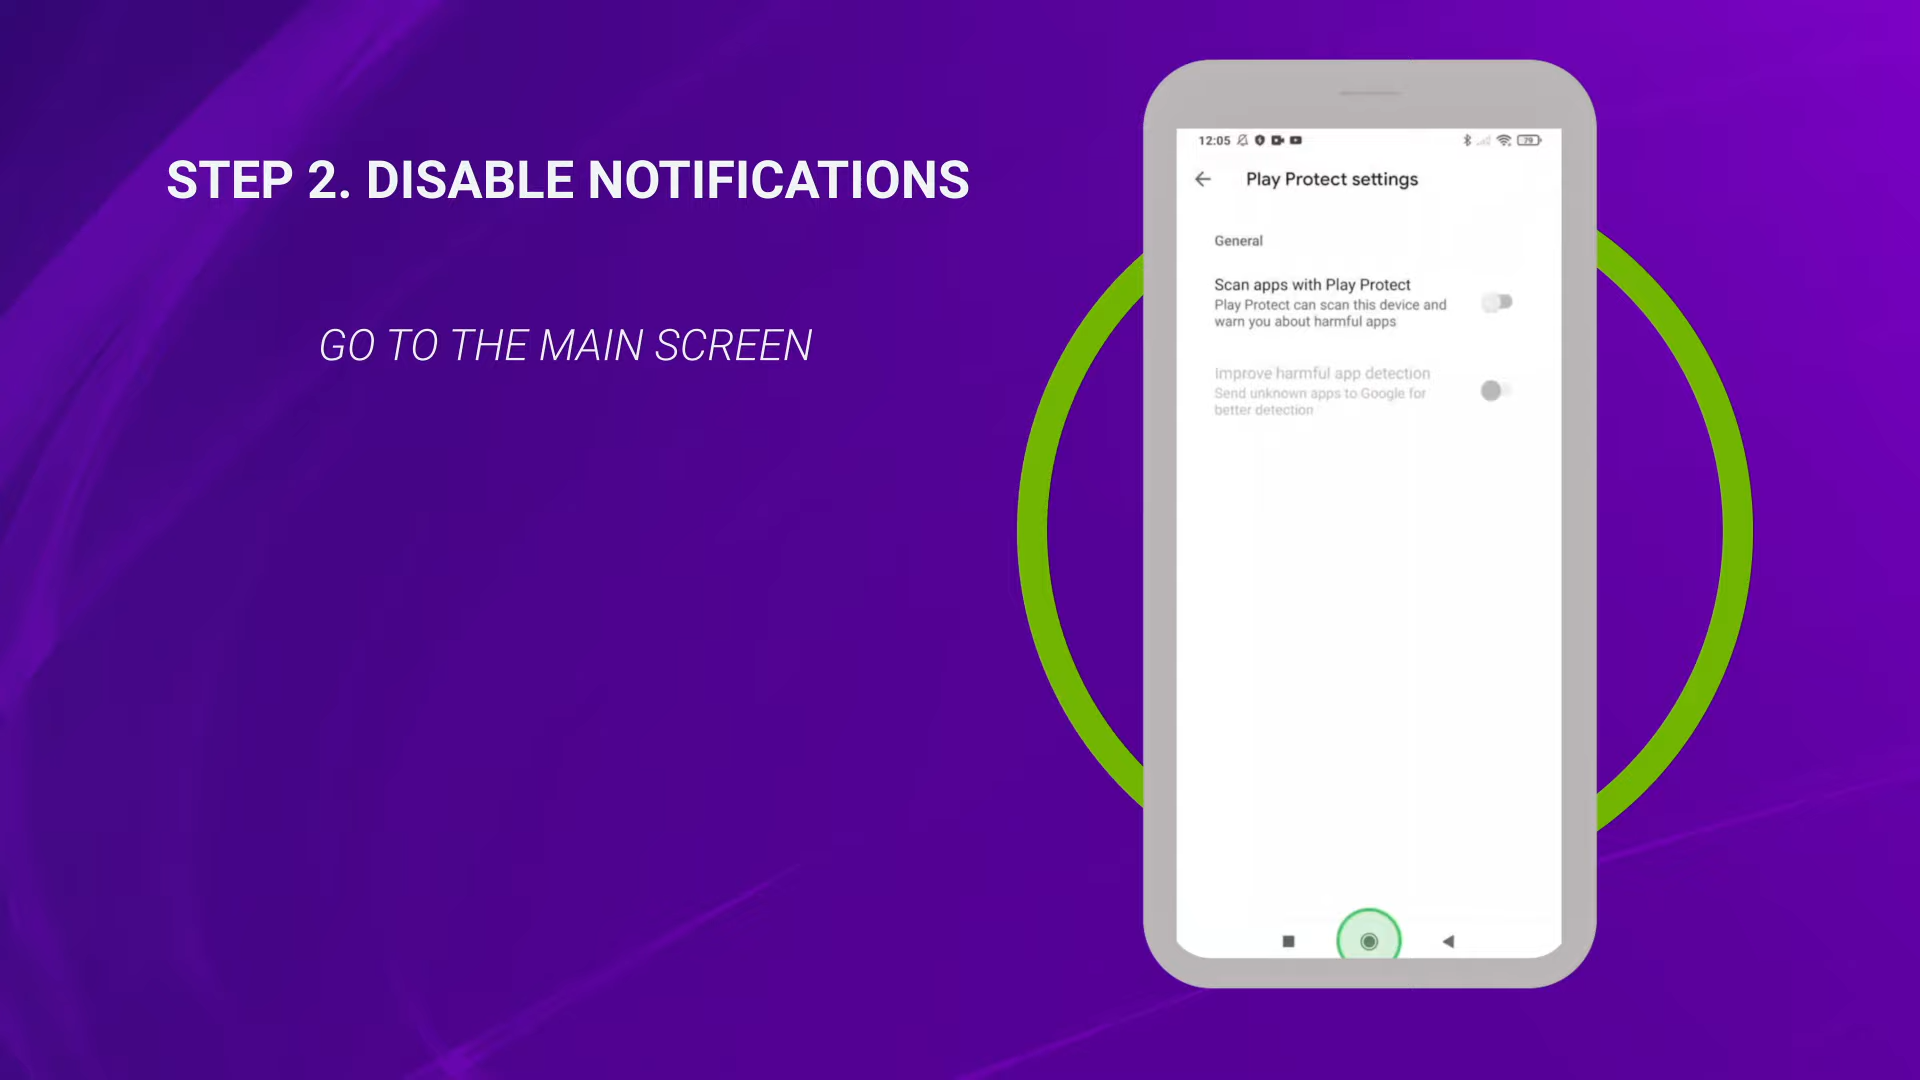 STEP 2. DISABLE NOTIFICATIONS
GO TO THE MAIN SCREEN
12:05
79
Play Protect settings
General
Scan apps with Play Protect
Play Protect can scan this device and
warn you about harmful apps
Improve harmful app detection
Send unknown apps to Google for
better detection